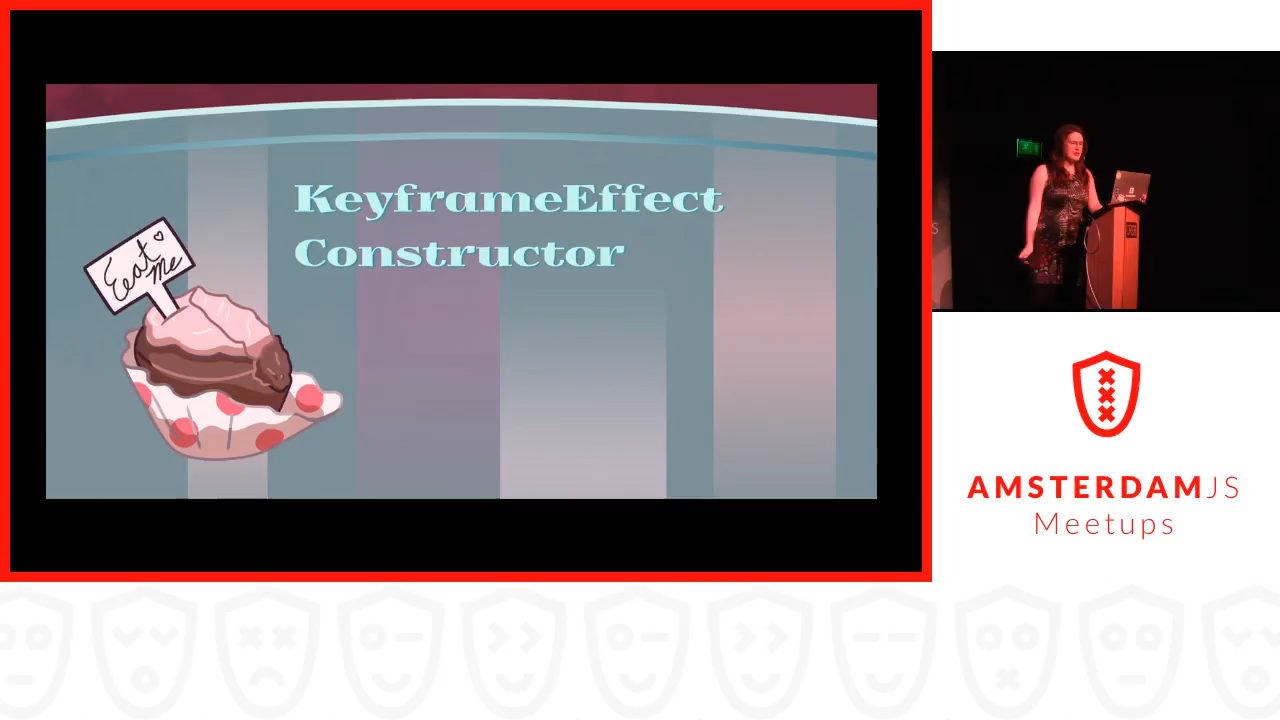 KeyframeEffect
Constructor
Eat
Me
AMSTERDAMJS
Meetups